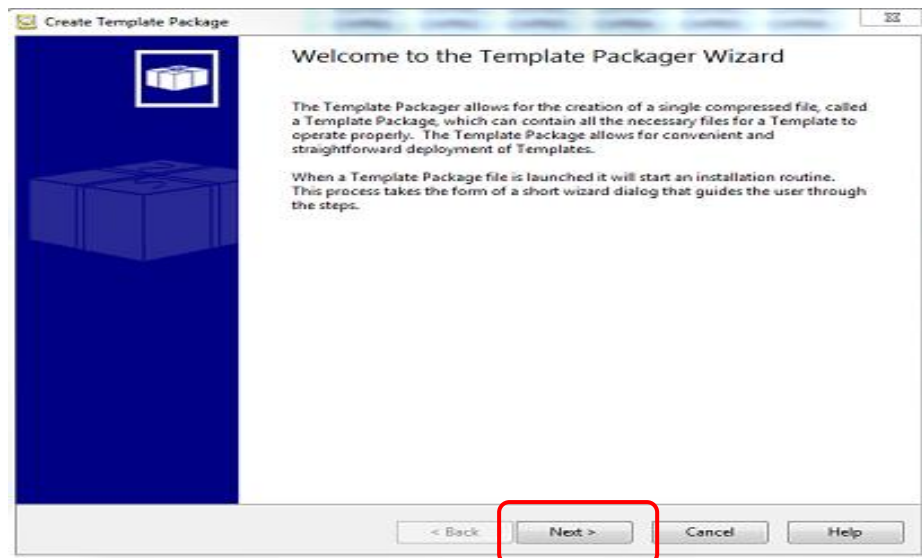 Create Template Package
Welcome to the Template Packager Wizard
The Template Packager allows for the creation of a single compressed file, called
a Template Package, which can contain all the necessary files for a Template to
operate properly. The Template Package allows for convenient and
straightforward deployment of Templates.
When a Template Package file is launched it will start an installation routine.
This process takes the form of a short wizard dialog that guides the user through
the steps.
< Back Next > Cancel Help